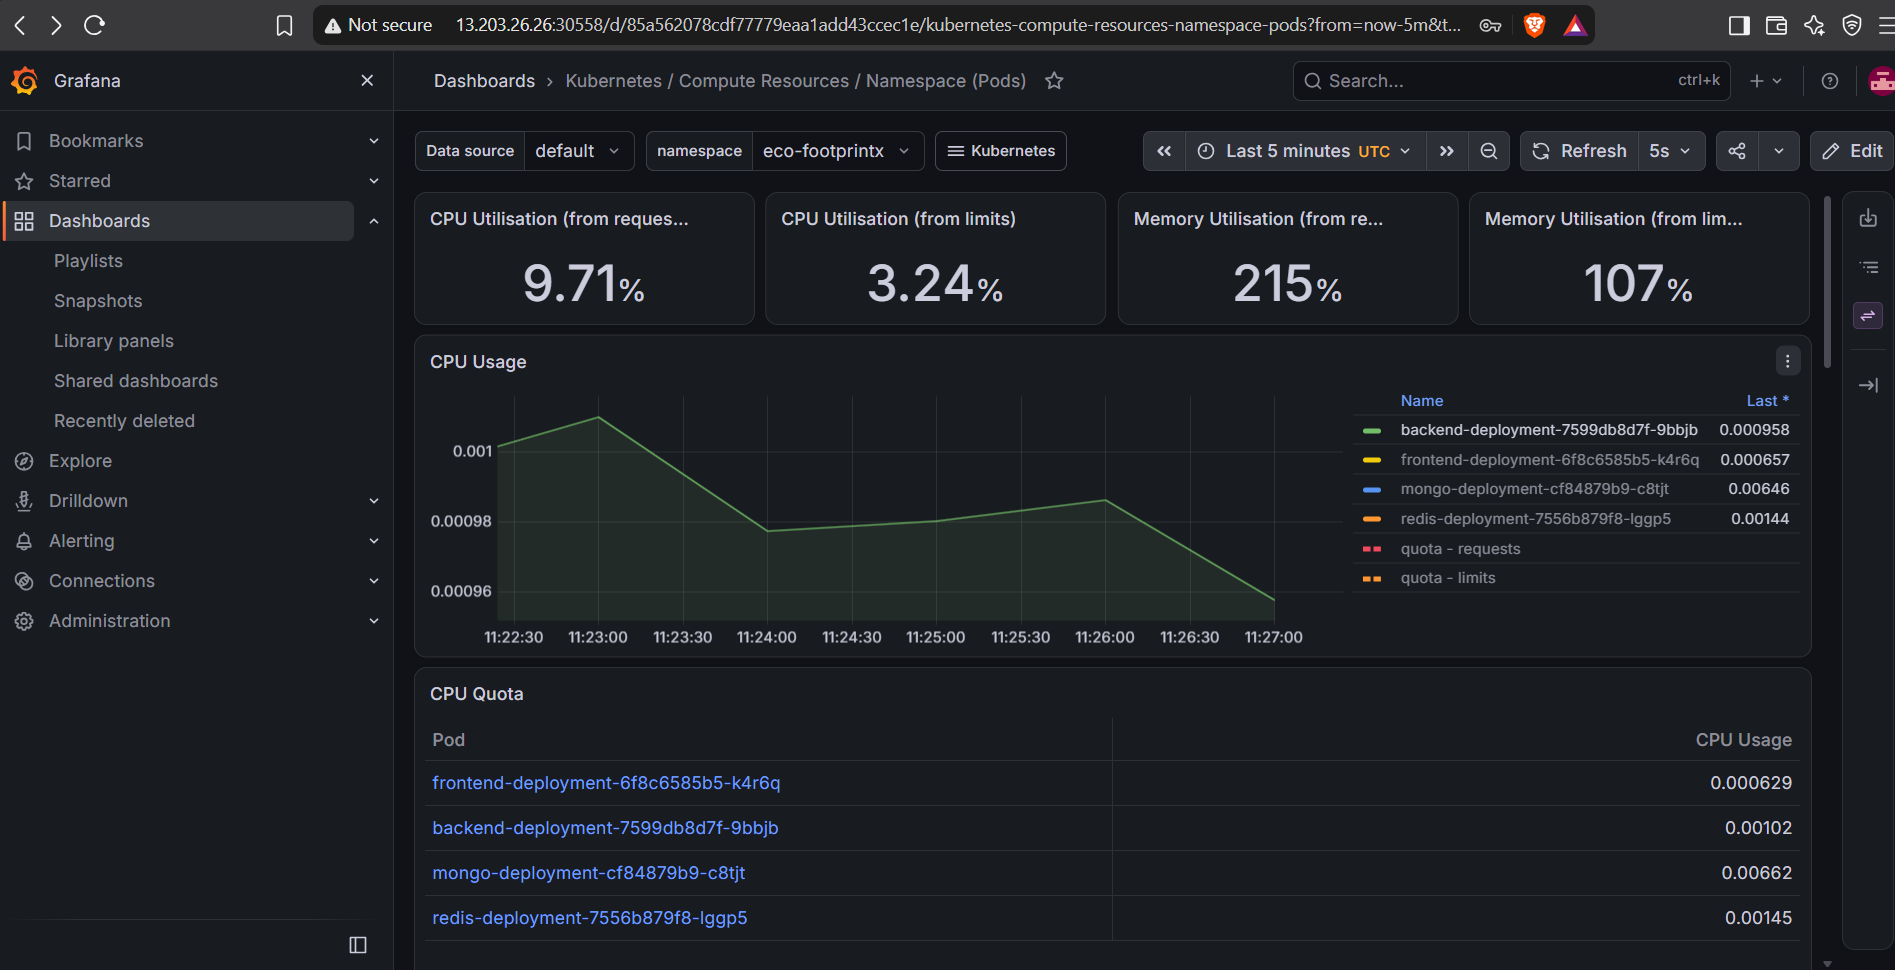 Not secure 13.203.26.26:30558/d/85a562078cdf77779eaa1add43ccec1e/kubernetes-compute-resources-namespace-pods?from=now-5m&t...
Grafana
Dashboards › Kubernetes / Compute Resources / Namespace (Pods)
Search... ctrl+k
Bookmarks
Starred
Dashboards
Playlists
Snapshots
Library panels
Shared dashboards
Recently deleted
Explore
Drilldown
Alerting
Connections
Administration
Data source default namespace eco-footprintx Kubernetes Last 5 minutes UTC Refresh 5s Edit
CPU Utilisation (from reques...
9.71%
CPU Utilisation (from limits)
3.24%
Memory Utilisation (from re...
215%
Memory Utilisation (from lim...
107%
CPU Usage
0.001
0.00098
0.00096
11:22:30 11:23:00 11:23:30 11:24:00 11:24:30 11:25:00 11:25:30 11:26:00 11:26:30 11:27:00
Name Last *
backend-deployment-7599db8d7f-9bbjb 0.000958
frontend-deployment-6f8c6585b5-k4r6q 0.000657
mongo-deployment-cf84879b9-c8tjt 0.00646
redis-deployment-7556b879f8-lggp5 0.00144
quota - requests
quota - limits
CPU Quota
Pod CPU Usage
frontend-deployment-6f8c6585b5-k4r6q 0.000629
backend-deployment-7599db8d7f-9bbjb 0.00102
mongo-deployment-cf84879b9-c8tjt 0.00662
redis-deployment-7556b879f8-lggp5 0.00145